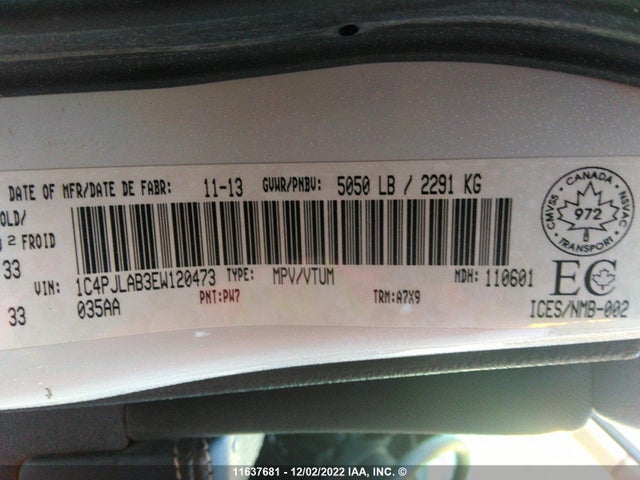 DATE OF MFR/DATE DE FABR: 11-13 GVWR/PNBV: 5050 LB / 2291 KG
OLD/
2 FROID
33
33
VIN: 1C4PJLAB3EW120473 TYPE: MPV/VTUM MDH: 110601
035AA PNT: PW7 TRM: A7X9
CANADA
CMVSS NSVAC
972
B
TRANSPORT
EC
ICES/NMB-002
11637681 - 12/02/2022 IAA, INC. ©